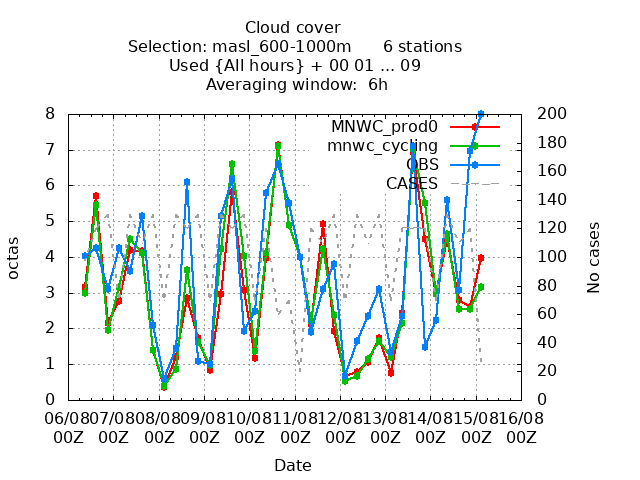 Cloud cover
Selection: masl_600-1000m 6 stations
Used {All hours} + 00 01 ... 09
Averaging window: 6h
8 200
7 180
6 160
5 140
4 120
3 100
2 80
1 60
0 40
20
0
MNWC_prod0
mnwc_cycling
OBS
CASES
octas
No cases
06/08 07/08 08/08 09/08 10/08 11/08 12/08 13/08 14/08 15/08 16/08
00Z 00Z 00Z 00Z 00Z 00Z 00Z 00Z 00Z 00Z 00Z
Date